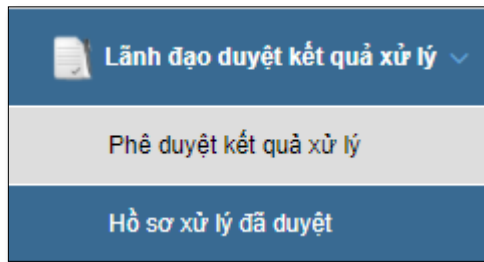 Lãnh đạo duyệt kết quả xử lý
Phê duyệt kết quả xử lý
Hồ sơ xử lý đã duyệt